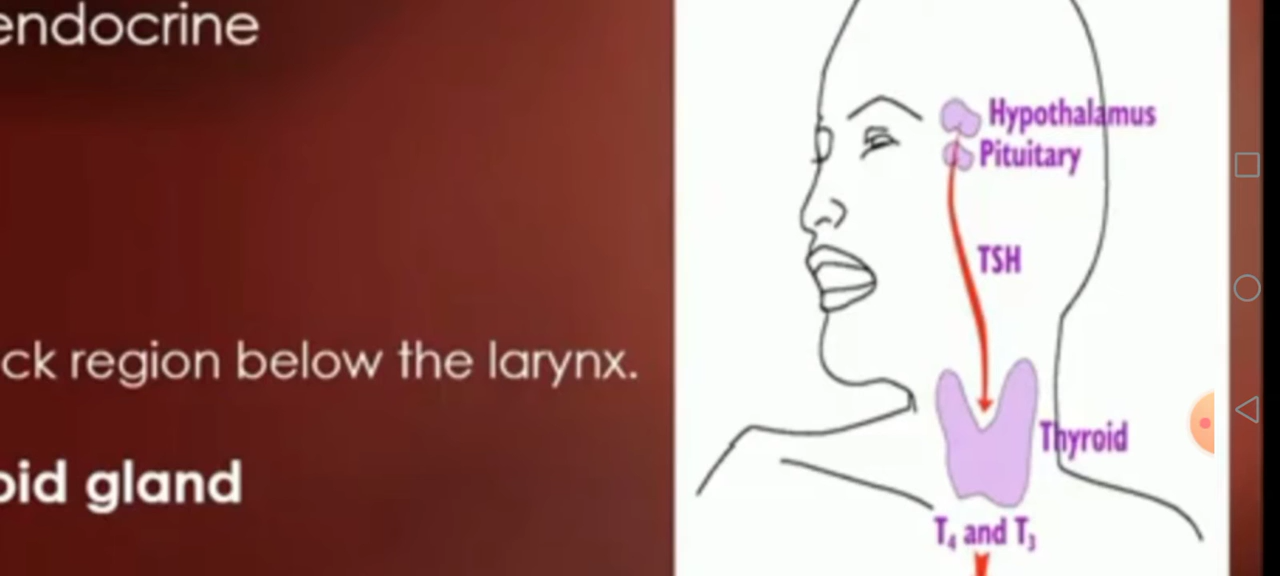 endocrine
ck region below the larynx.
oid gland
Hypothalamus
Pituitary
TSH
Thyroid
T₄ and T₃